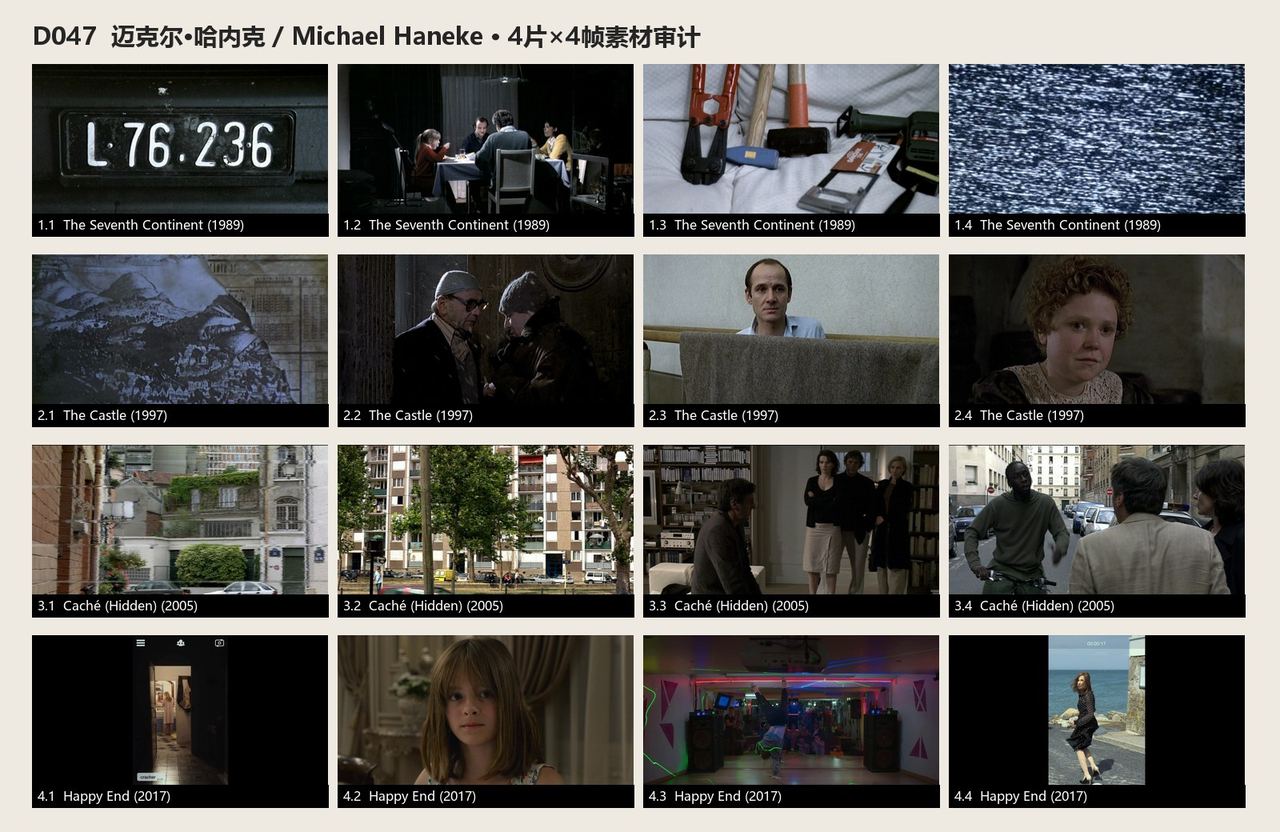 D047 迈克尔•哈内克 / Michael Haneke • 4片×4帧素材审计
L·76.236
1.1 The Seventh Continent (1989)
1.2 The Seventh Continent (1989)
1.3 The Seventh Continent (1989)
1.4 The Seventh Continent (1989)
2.1 The Castle (1997)
2.2 The Castle (1997)
2.3 The Castle (1997)
2.4 The Castle (1997)
3.1 Caché (Hidden) (2005)
3.2 Caché (Hidden) (2005)
3.3 Caché (Hidden) (2005)
3.4 Caché (Hidden) (2005)
cracher
4.1 Happy End (2017)
4.2 Happy End (2017)
4.3 Happy End (2017)
4.4 Happy End (2017)